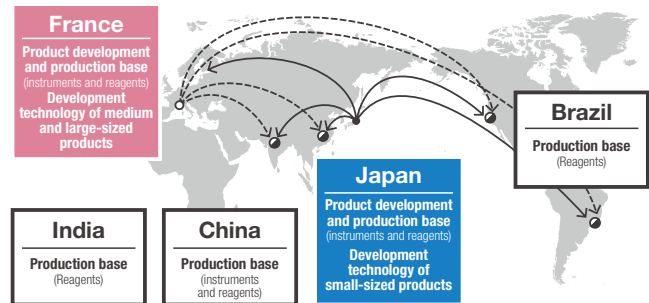 France
Product development
and production base
(instruments and reagents)
Development
technology of medium
and large-sized
products
Brazil
Production base
(Reagents)
Japan
Product development
and production base
(instruments and reagents)
Development
technology of
small-sized products
India
Production base
(Reagents)
China
Production base
(instruments
and reagents)